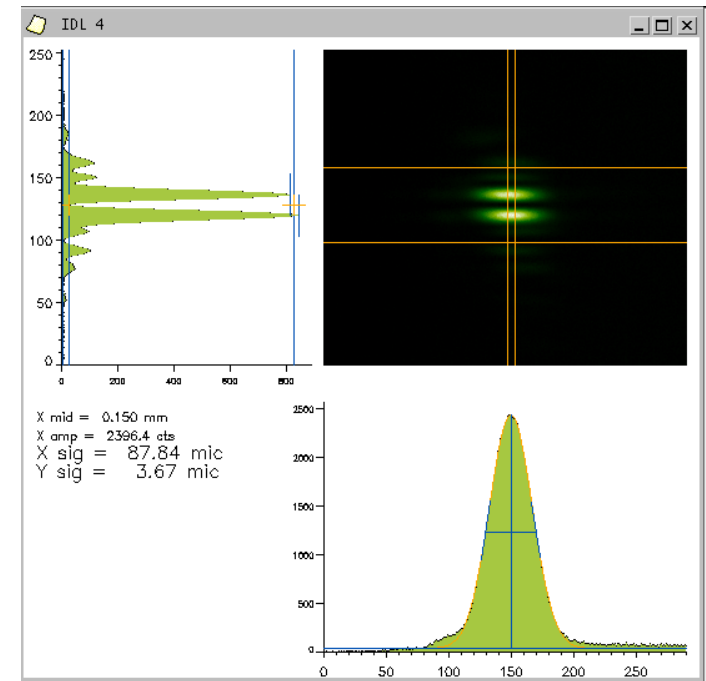 IDL 4
250
200
150
100
50
0
0 200 400 600 800
X mid = 0.150 mm
X amp = 2396.4 cts
X sig = 87.84 mic
Y sig = 3.67 mic
2500
2000
1500
1000
500
0
0 50 100 150 200 250